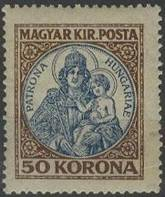 MAGYAR KIR. POSTA
PATRONA HUNGARIAE
50 KORONA